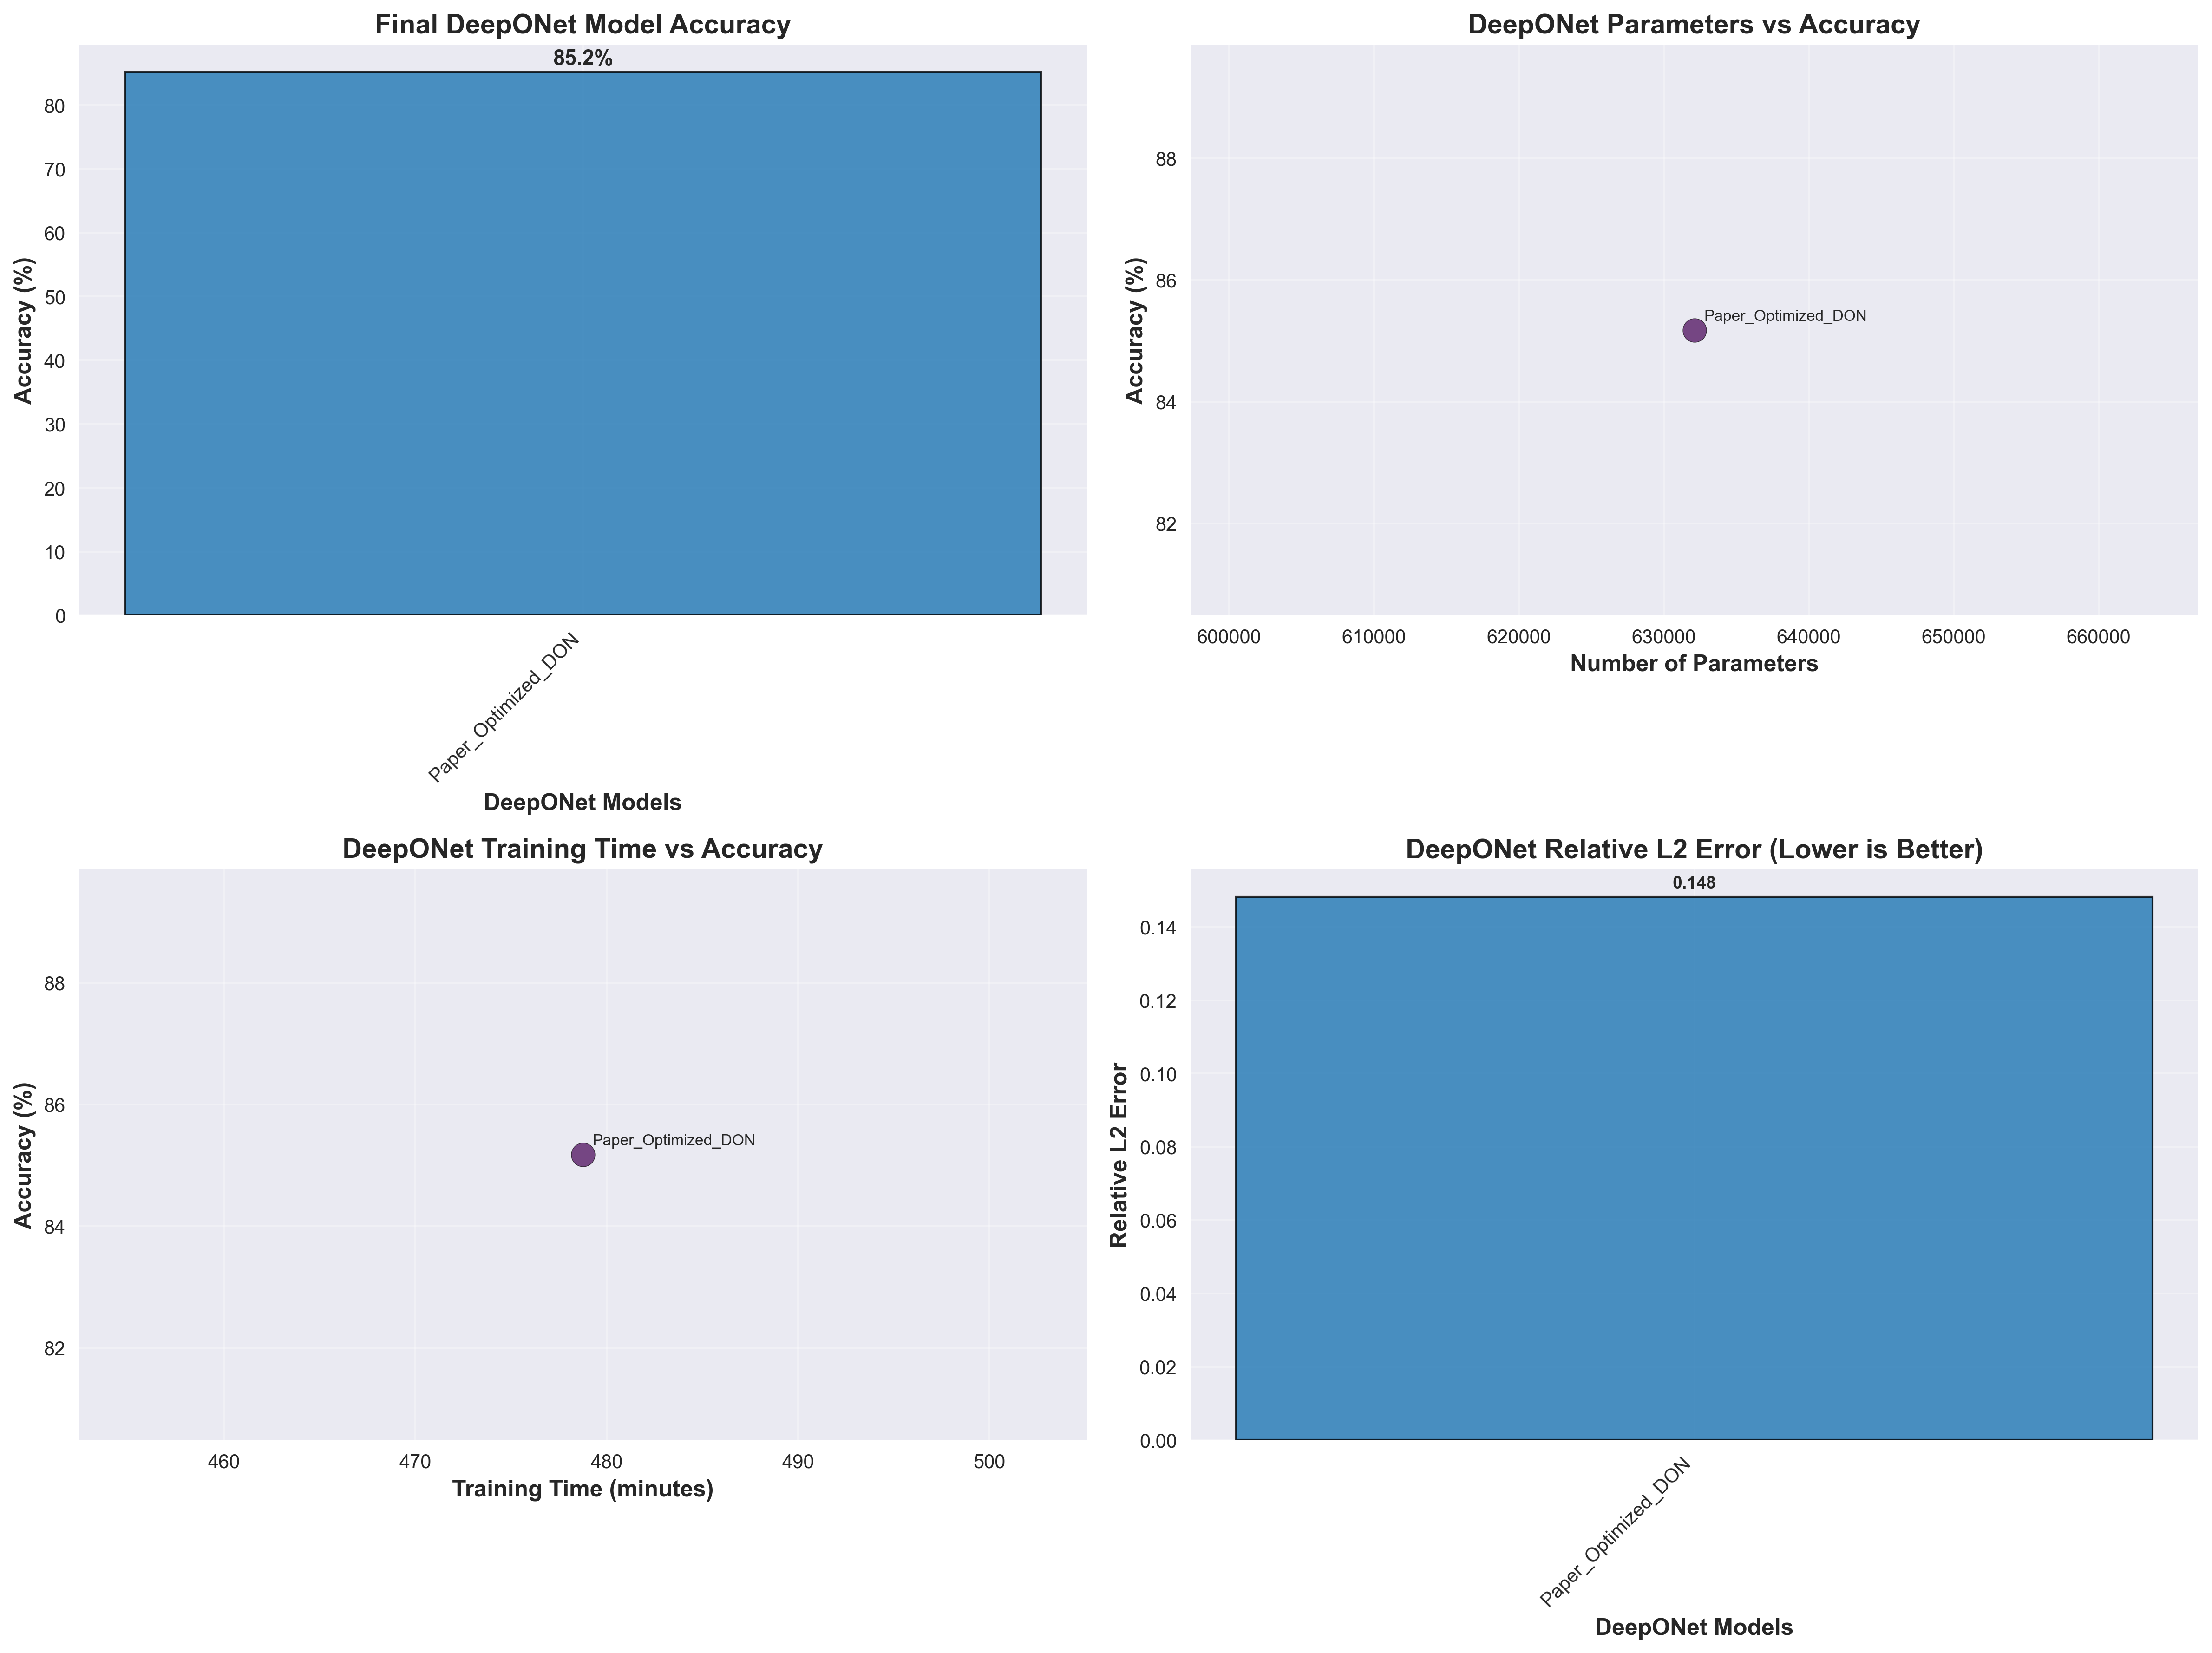 Final DeepONet Model Accuracy
85.2%
80
70
60
50
40
30
20
10
0
Accuracy (%)
Paper_Optimized_DON
DeepONet Models
DeepONet Parameters vs Accuracy
88
86
84
82
Accuracy (%)
Paper_Optimized_DON
600000 610000 620000 630000 640000 650000 660000
Number of Parameters
DeepONet Training Time vs Accuracy
88
86
84
82
Accuracy (%)
Paper_Optimized_DON
460 470 480 490 500
Training Time (minutes)
DeepONet Relative L2 Error (Lower is Better)
0.148
0.14
0.12
0.10
0.08
0.06
0.04
0.02
0.00
Relative L2 Error
Paper_Optimized_DON
DeepONet Models